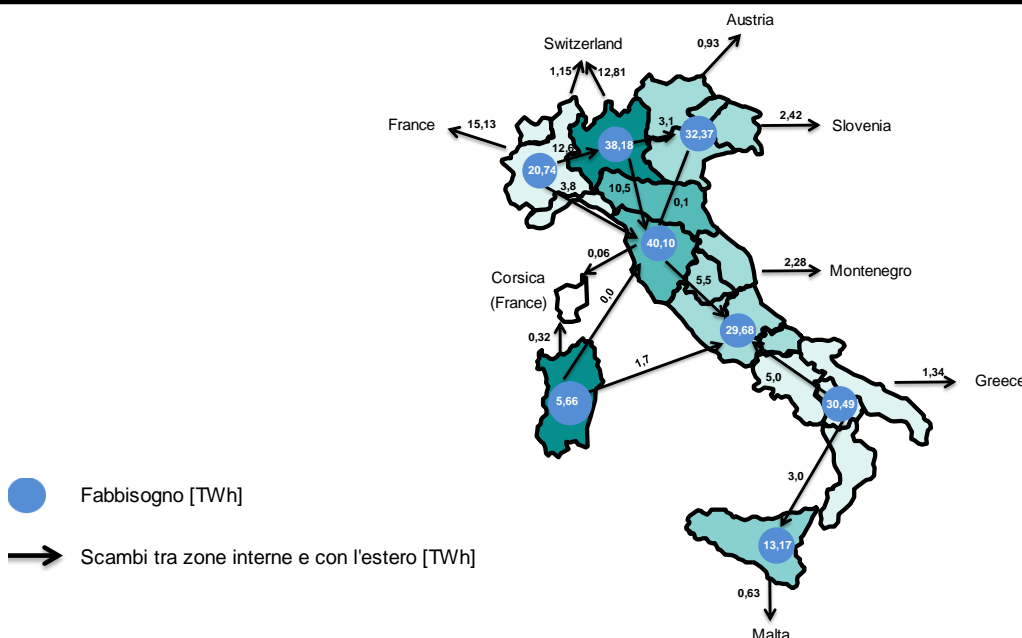 Austria
0,93
Switzerland
1,15
12,81
France
15,13
2,42
Slovenia
3,1
32,37
38,18
12,6
20,74
3,8
10,5
0,1
40,10
0,06
2,28
Montenegro
Corsica
(France)
5,5
0,0
0,32
29,68
1,7
5,0
1,34
Greece
5,66
30,49
3,0
Fabbisogno [TWh]
Scambi tra zone interne e con l'estero [TWh]
13,17
0,63
Malta